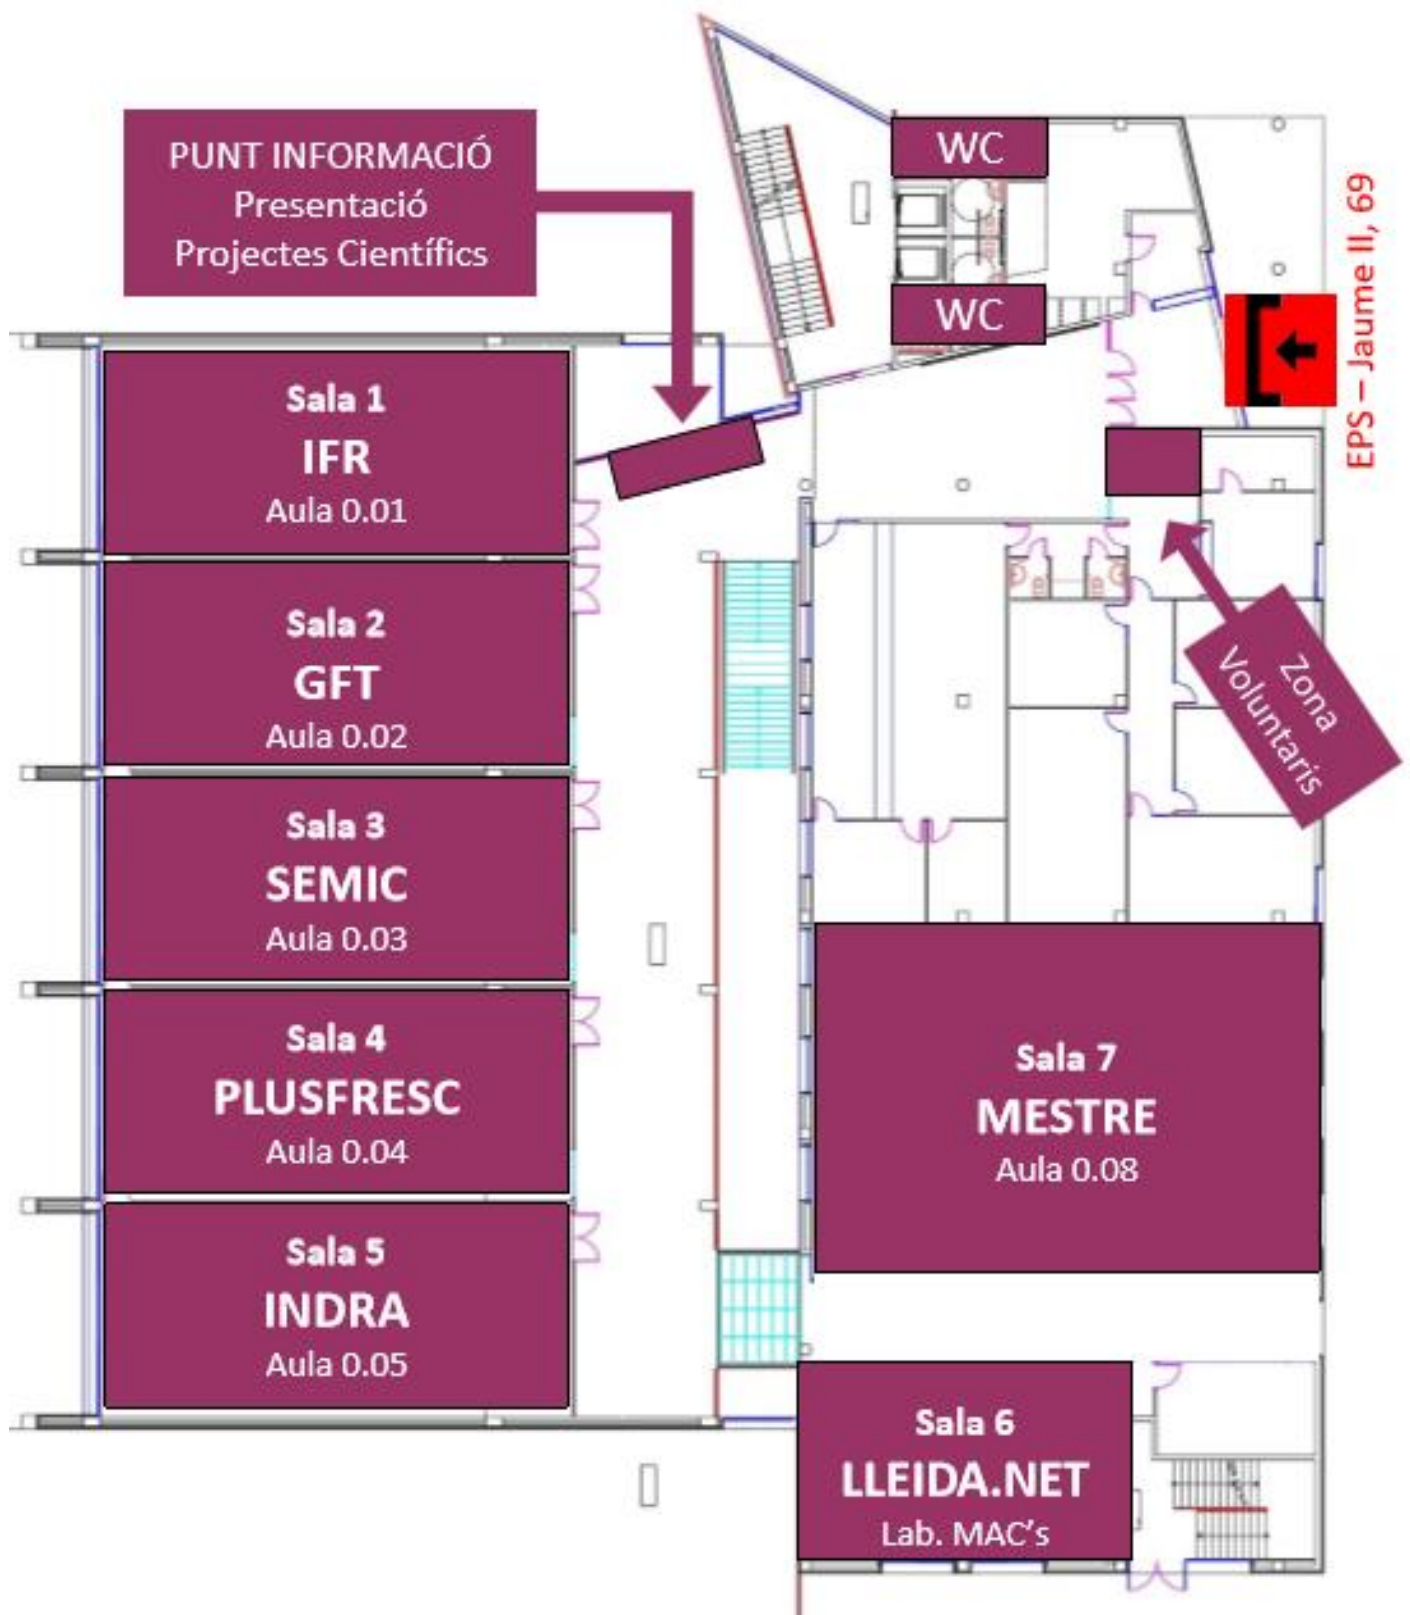 PUNT INFORMACIÓ
Presentació
Projectes Científics
WC
WC
EPS – Jaume II, 69
Sala 1
IFR
Aula 0.01
Sala 2
GFT
Aula 0.02
Zona
Voluntaris
Sala 3
SEMIC
Aula 0.03
Sala 4
PLUSFRESC
Aula 0.04
Sala 7
MESTRE
Aula 0.08
Sala 5
INDRA
Aula 0.05
Sala 6
LLEIDA.NET
Lab. MAC's